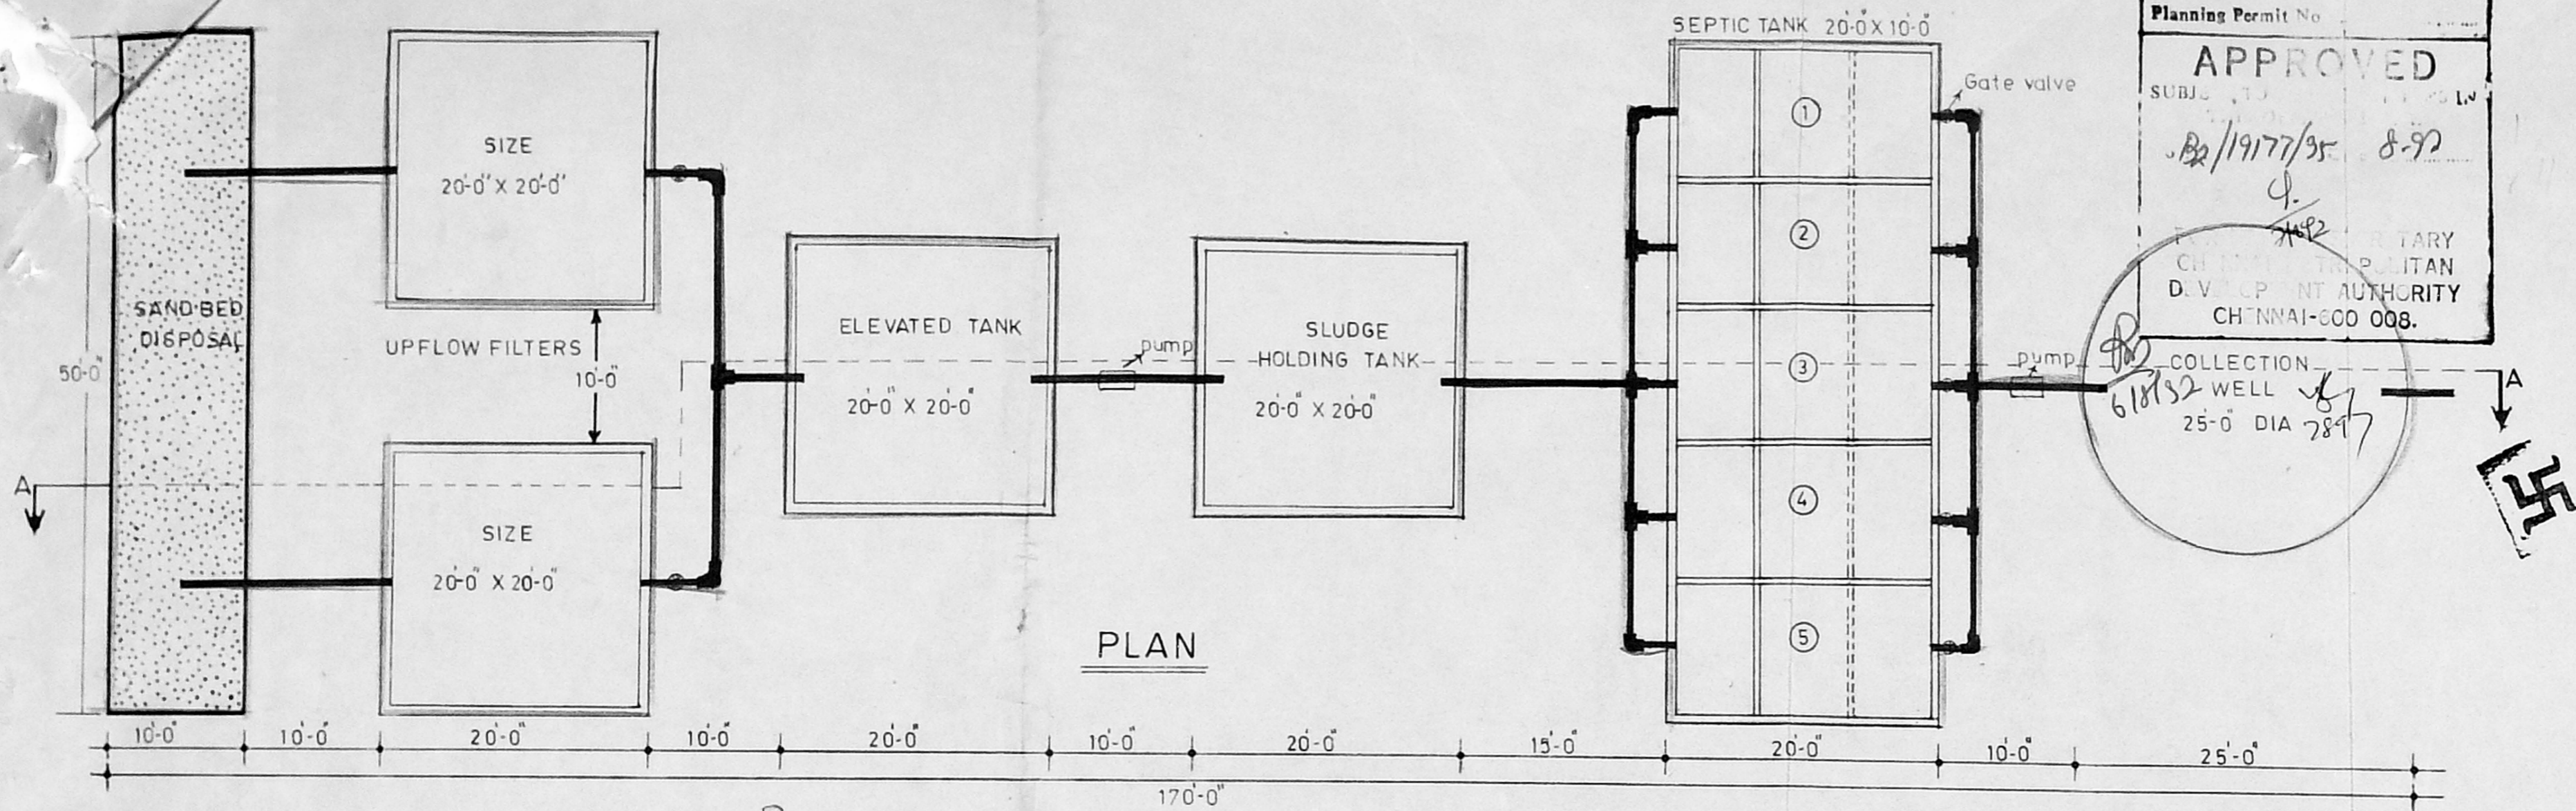 SEPTIC TANK 20'-0" X 10'-0"
Planning Permit No
APPROVED
Gate valve
B2/19177/95
SIZE
20'-0" X 20'-0"
1
2
3
4
5
SAND BED
DISPOSAL
50'-0"
UPFLOW FILTERS
10'-0"
ELEVATED TANK
20'-0" X 20'-0"
pump
SLUDGE
HOLDING TANK
20'-0" X 20'-0"
pump
AUTHORITY
CHENNAI-600 008.
COLLECTION
WELL
25'-0" DIA
A
A
SIZE
20'-0" X 20'-0"
PLAN
10'-0" 10'-0" 20'-0" 10'-0" 20'-0" 10'-0" 20'-0" 15'-0" 20'-0" 10'-0" 25'-0"
170'-0"